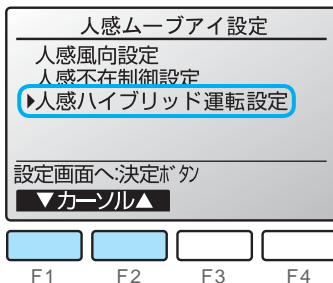 人感ムーブアイ設定
人感風向設定
人感不在制御設定
▶人感ハイブリッド運転設定
設定画面へ:決定ボタン
▼カーソル▲
F1 F2 F3 F4